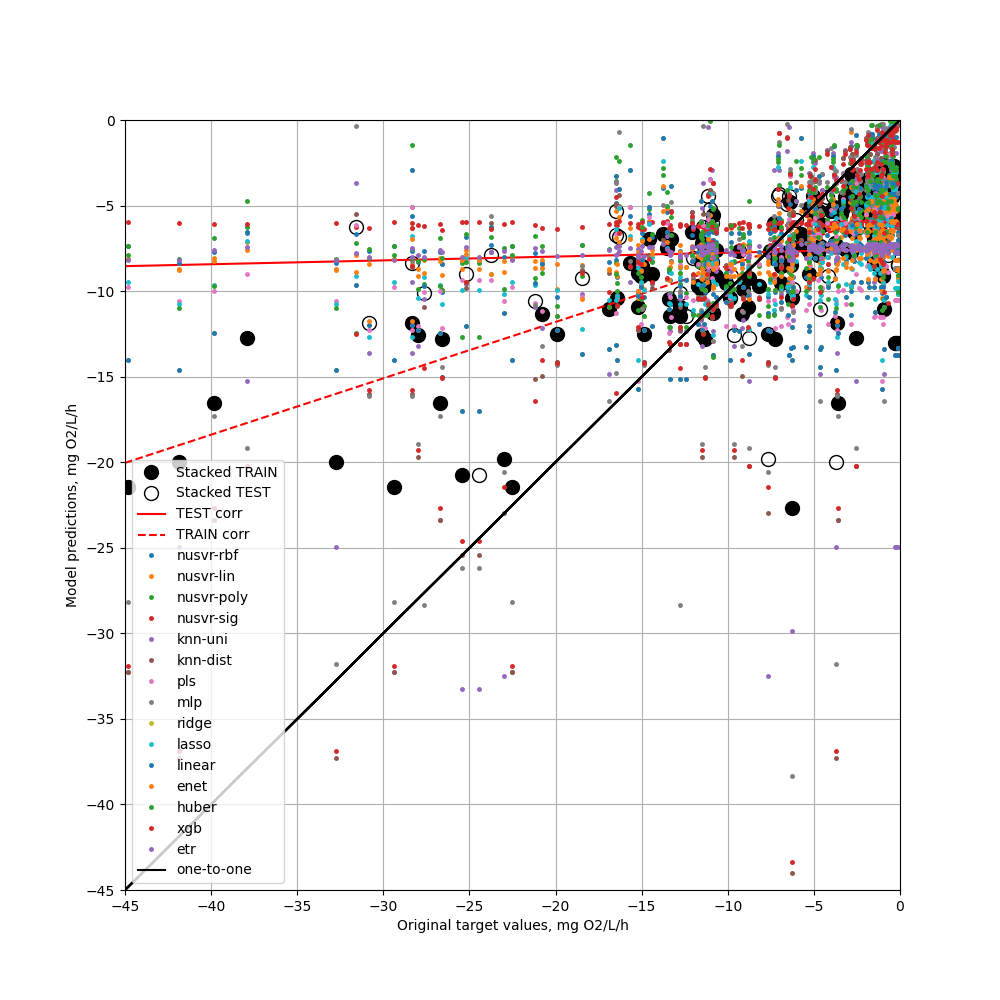 0
−5
−10
−15
−20
−25
−30
−35
−40
−45
Model predictions, mg O2/L/h
Stacked TRAIN
Stacked TEST
TEST corr
TRAIN corr
nusvr-rbf
nusvr-lin
nusvr-poly
nusvr-sig
knn-uni
knn-dist
pls
mlp
ridge
lasso
linear
enet
huber
xgb
etr
one-to-one
−45 −40 −35 −30 −25 −20 −15 −10 −5 0
Original target values, mg O2/L/h